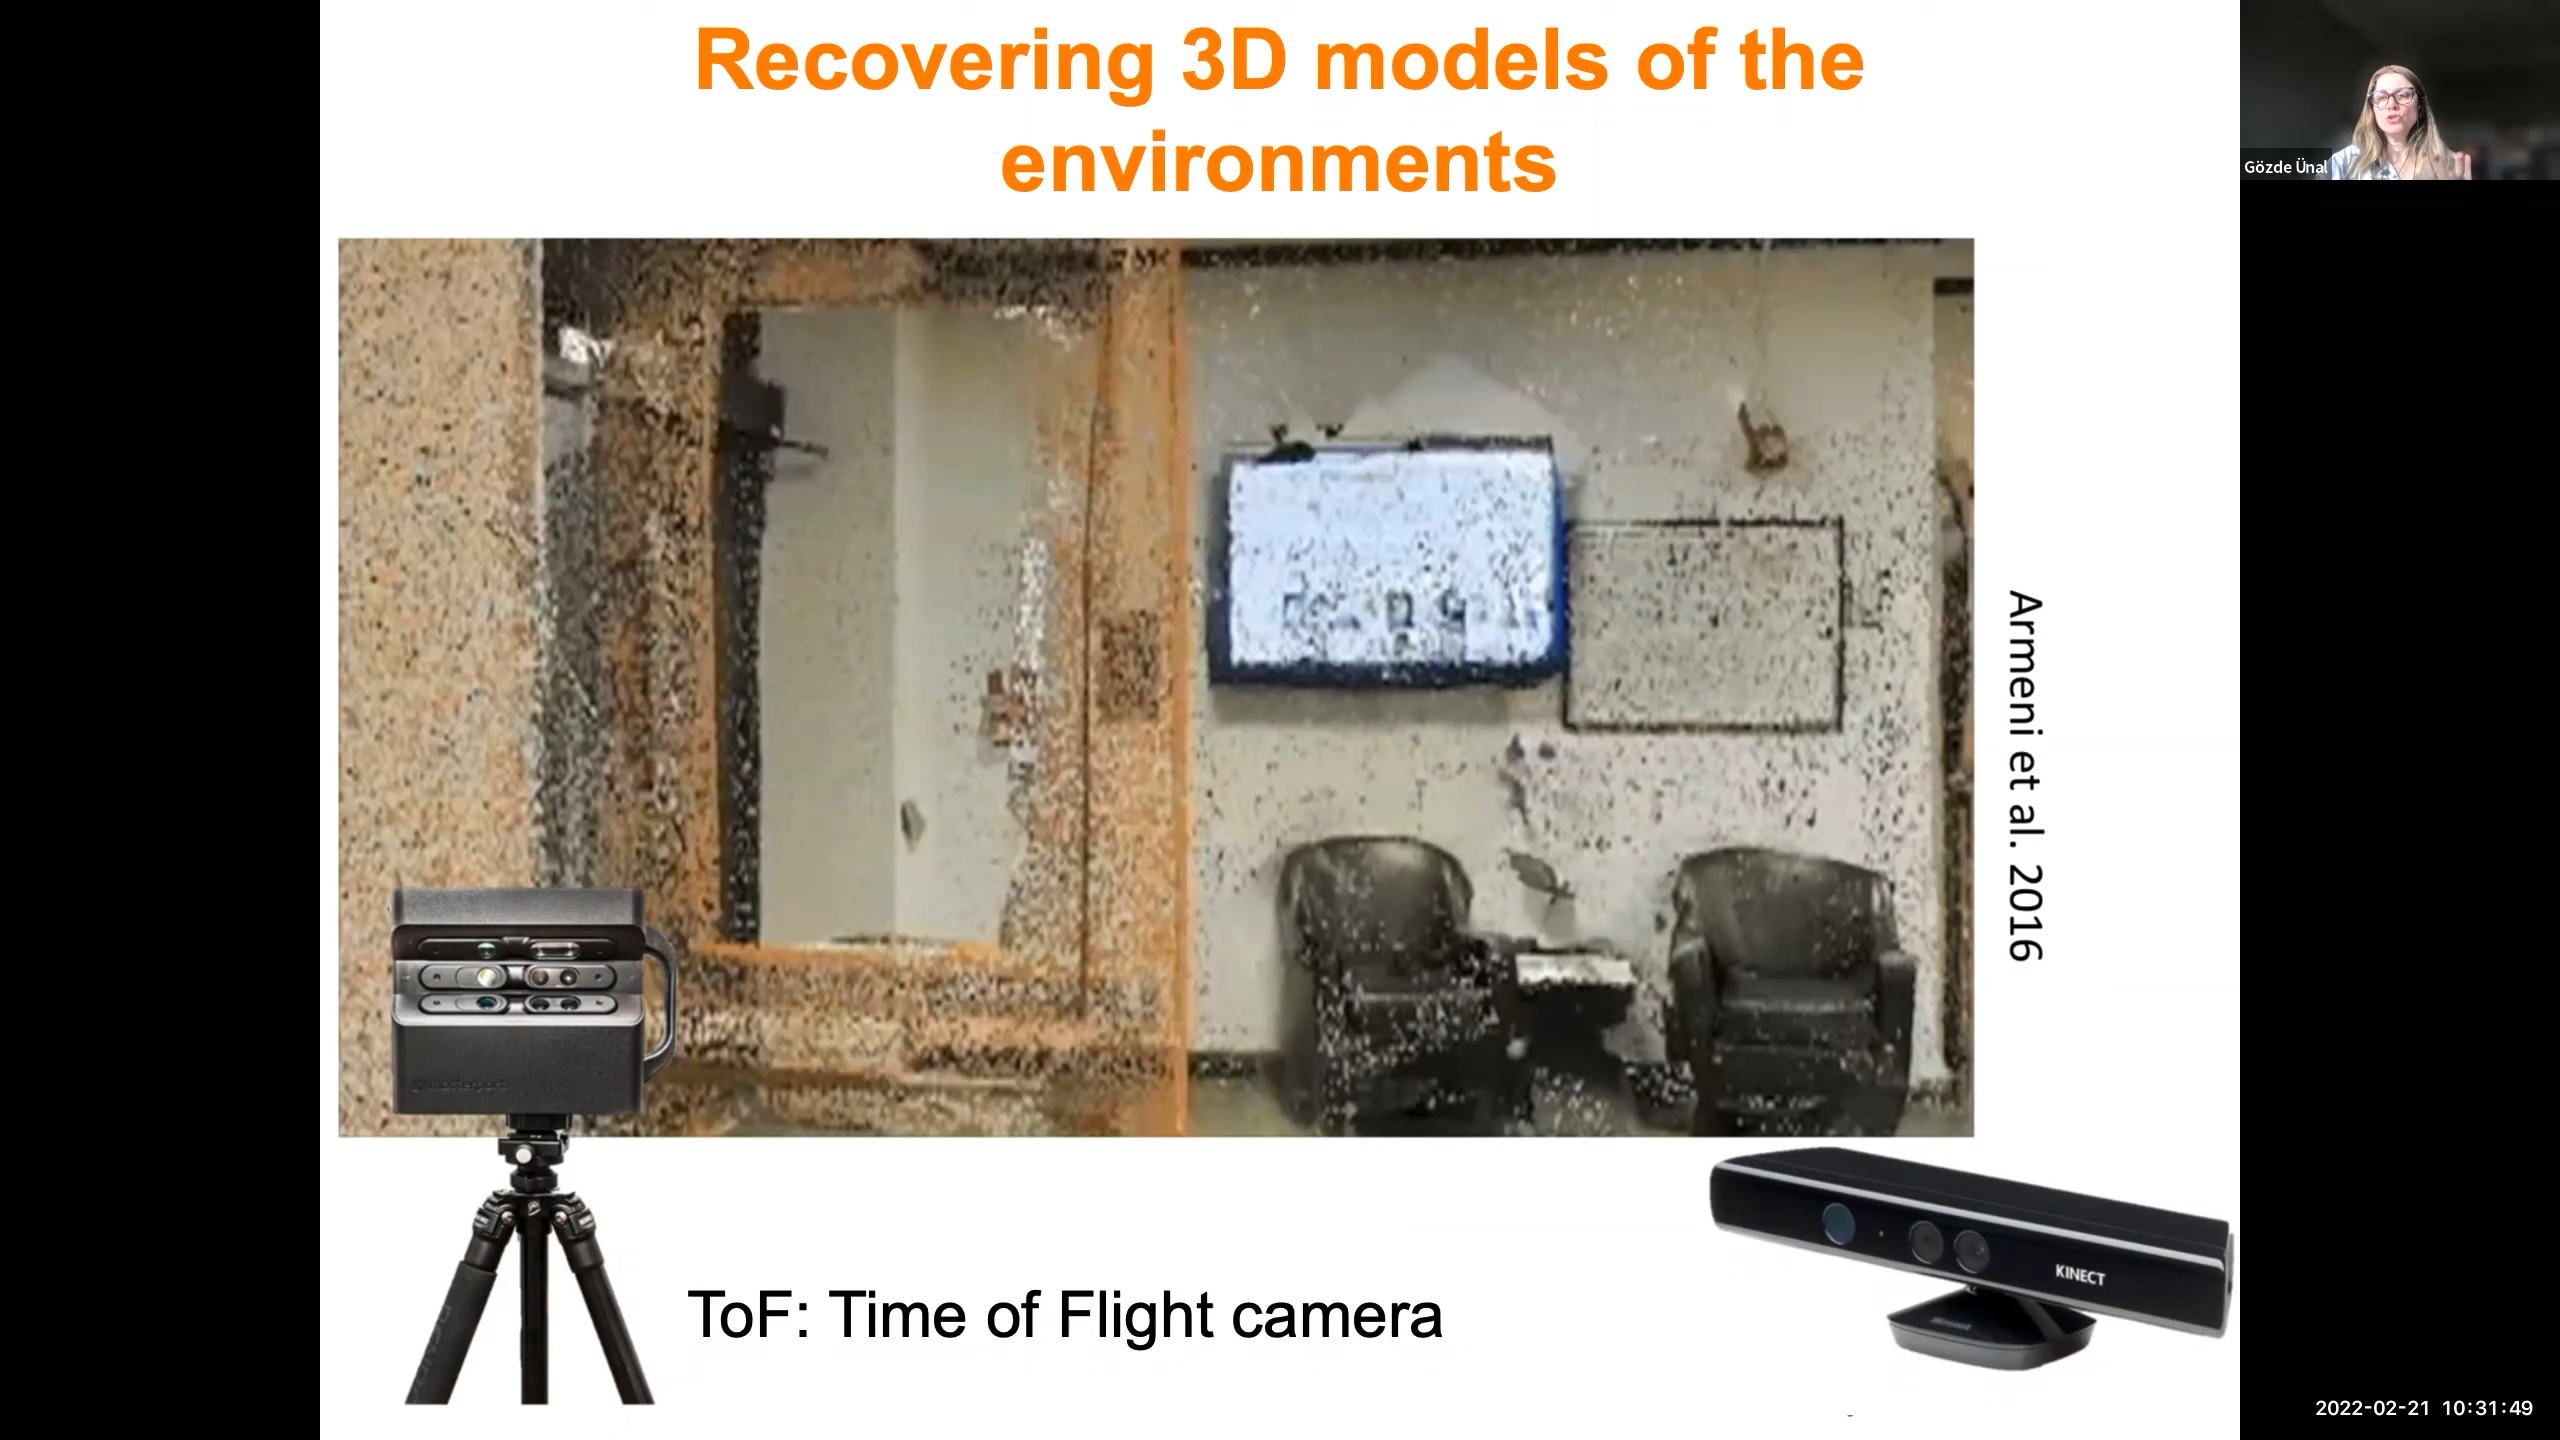 Recovering 3D models of the
environments
Gözde Ünal
Armeni et al. 2016
matterport
KINECT
ToF: Time of Flight camera
2022-02-21 10:31:49